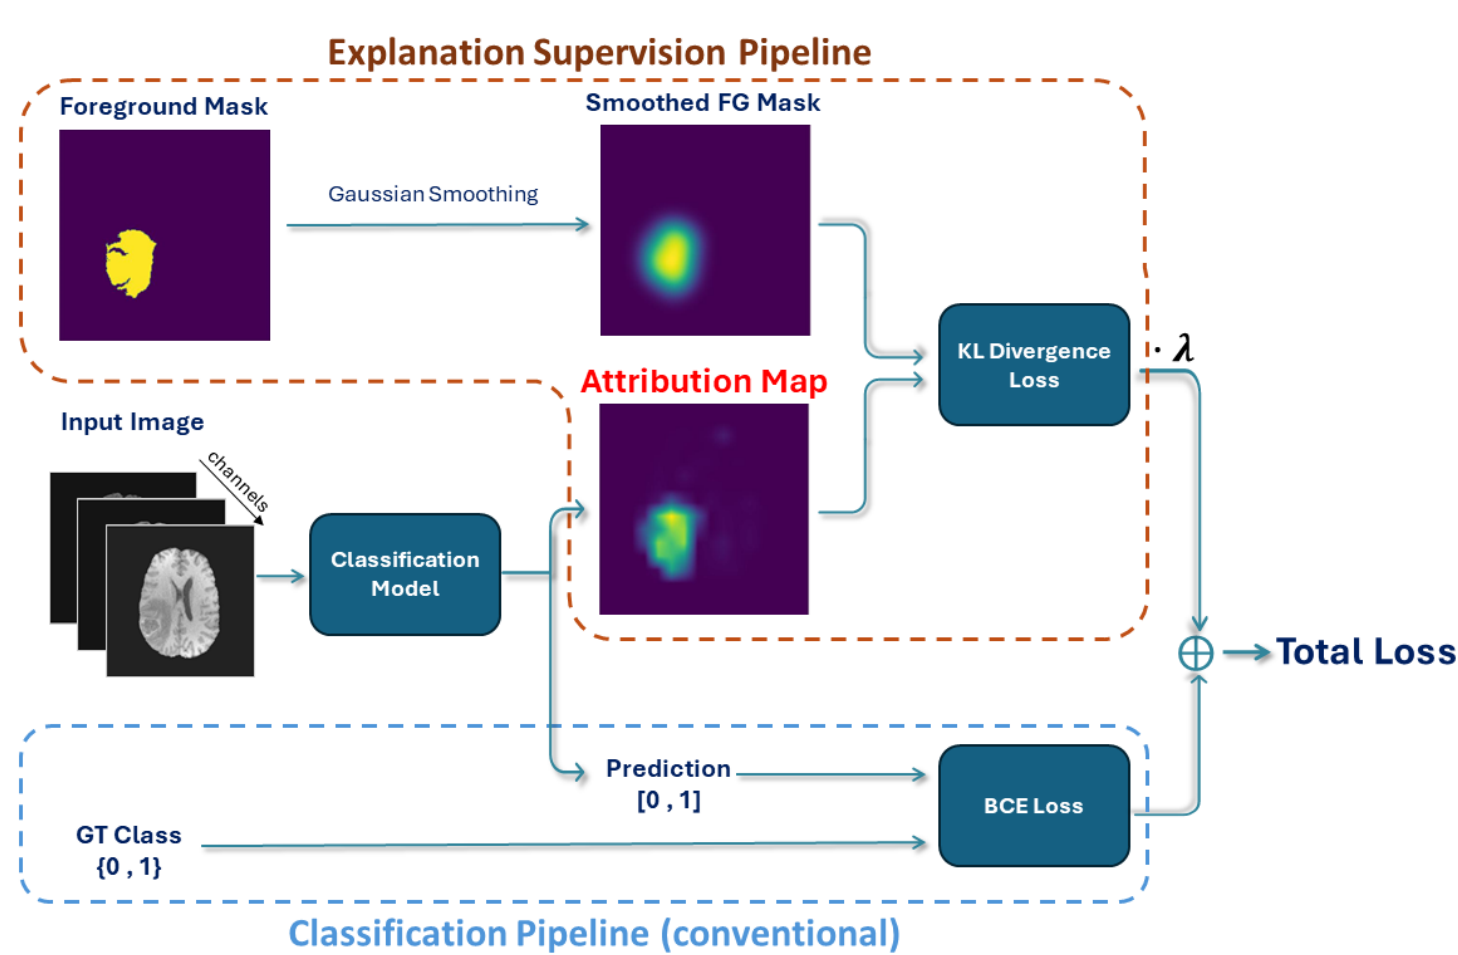 Explanation Supervision Pipeline
Foreground Mask
Smoothed FG Mask
Gaussian Smoothing
KL Divergence
Loss
· λ
Attribution Map
Input Image
channels
Classification
Model
Total Loss
Prediction
[0 , 1]
BCE Loss
GT Class
{0 , 1}
Classification Pipeline (conventional)